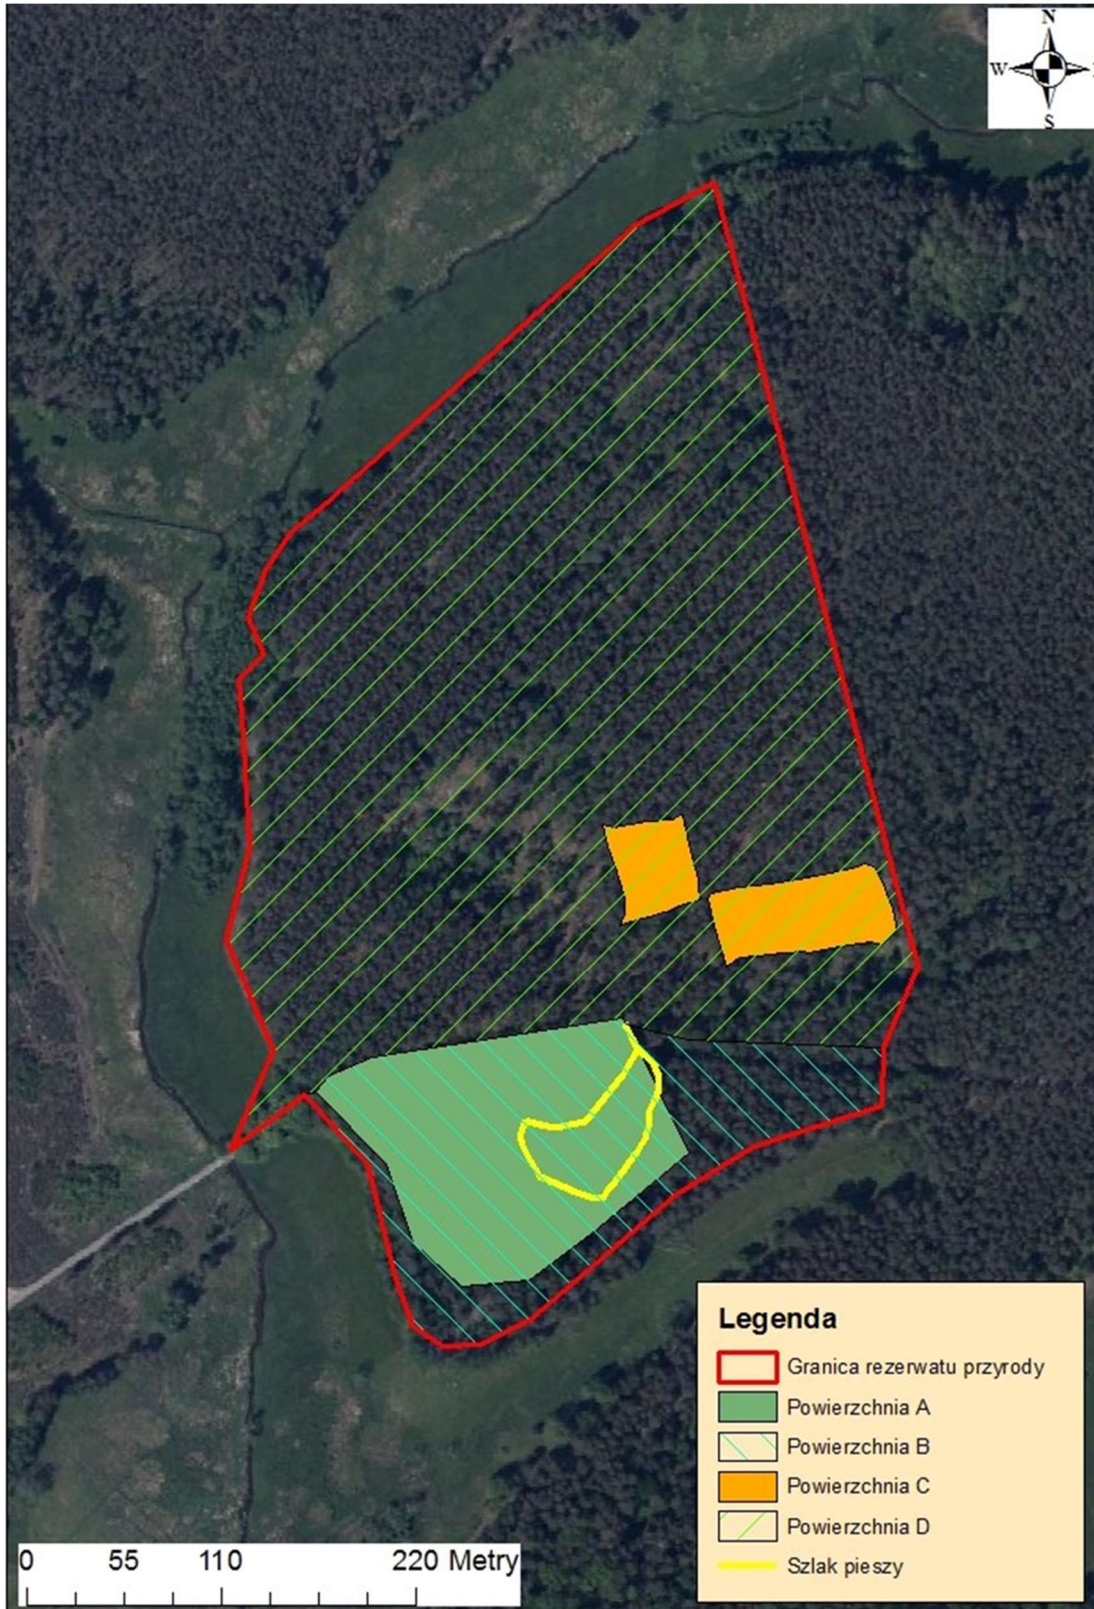 N
W
S
Legenda
Granica rezerwatu przyrody
Powierzchnia A
Powierzchnia B
Powierzchnia C
Powierzchnia D
Szlak pieszy
0 55 110 220 Metry